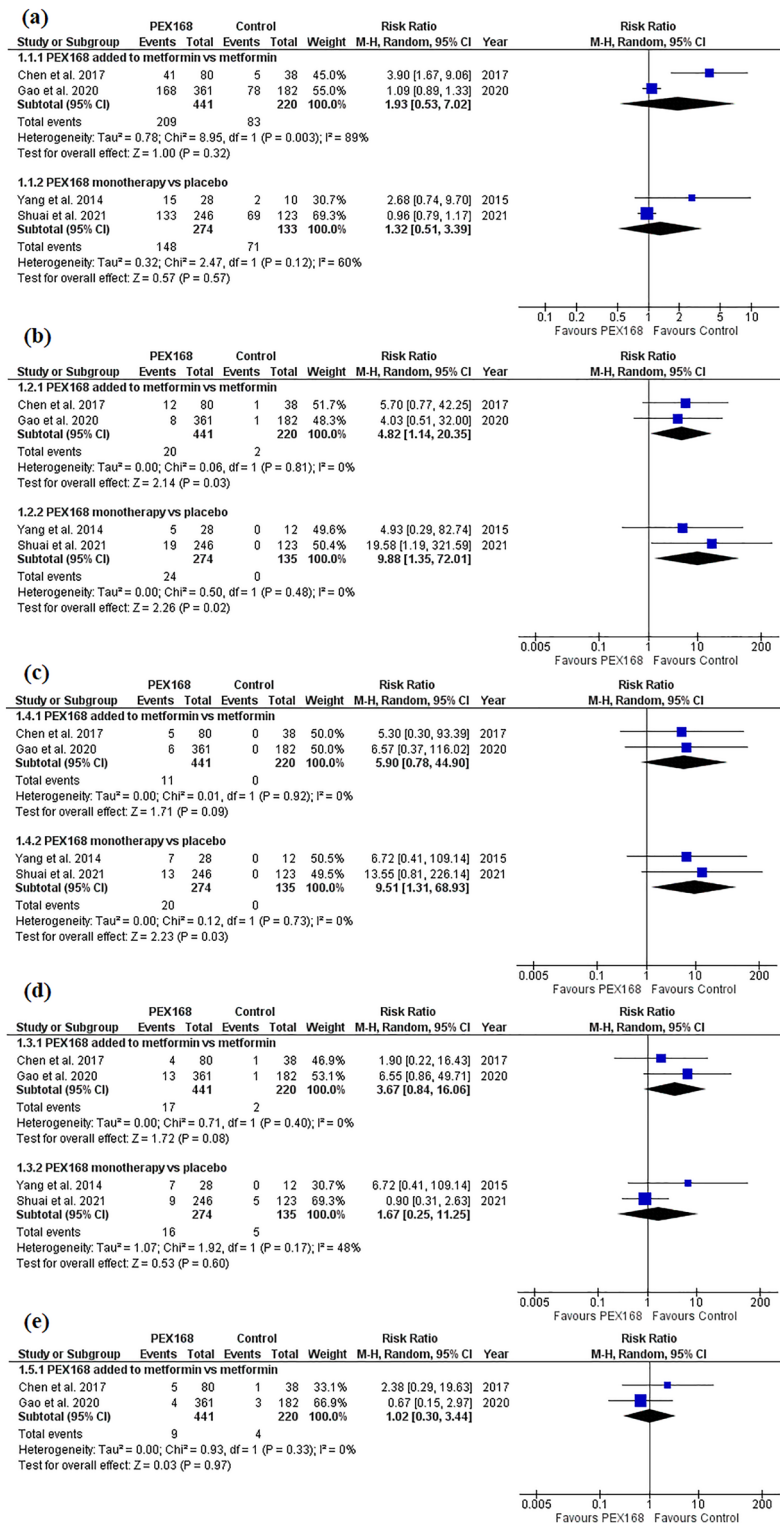 (a)
PEX168 Control Risk Ratio Risk Ratio
Study or Subgroup Events Total Events Total Weight M-H, Random, 95% CI Year M-H, Random, 95% CI
1.1.1 PEX168 added to metformin vs metformin
Chen et al. 2017 41 80 5 38 45.0% 3.90 [1.67, 9.06] 2017
Gao et al. 2020 168 361 78 182 55.0% 1.09 [0.89, 1.33] 2020
Subtotal (95% CI) 441 220 100.0% 1.93 [0.53, 7.02]
Total events 209 83
Heterogeneity: Tau² = 0.78; Chi² = 8.95, df = 1 (P = 0.003); I² = 89%
Test for overall effect: Z = 1.00 (P = 0.32)
1.1.2 PEX168 monotherapy vs placebo
Yang et al. 2014 15 28 2 10 30.7% 2.68 [0.74, 9.70] 2015
Shuai et al. 2021 133 246 69 123 69.3% 0.96 [0.79, 1.17] 2021
Subtotal (95% CI) 274 133 100.0% 1.32 [0.51, 3.39]
Total events 148 71
Heterogeneity: Tau² = 0.32; Chi² = 2.47, df = 1 (P = 0.12); I² = 60%
Test for overall effect: Z = 0.57 (P = 0.57)
0.1 0.2 0.5 1 2 5 10
Favours PEX168 Favours Control
(b)
PEX168 Control Risk Ratio Risk Ratio
Study or Subgroup Events Total Events Total Weight M-H, Random, 95% CI Year M-H, Random, 95% CI
1.2.1 PEX168 added to metformin vs metformin
Chen et al. 2017 12 80 1 38 51.7% 5.70 [0.77, 42.25] 2017
Gao et al. 2020 8 361 1 182 48.3% 4.03 [0.51, 32.00] 2020
Subtotal (95% CI) 441 220 100.0% 4.82 [1.14, 20.35]
Total events 20 2
Heterogeneity: Tau² = 0.00; Chi² = 0.06, df = 1 (P = 0.81); I² = 0%
Test for overall effect: Z = 2.14 (P = 0.03)
1.2.2 PEX168 monotherapy vs placebo
Yang et al. 2014 5 28 0 12 49.6% 4.93 [0.29, 82.74] 2015
Shuai et al. 2021 19 246 0 123 50.4% 19.58 [1.19, 321.59] 2021
Subtotal (95% CI) 274 135 100.0% 9.88 [1.35, 72.01]
Total events 24 0
Heterogeneity: Tau² = 0.00; Chi² = 0.50, df = 1 (P = 0.48); I² = 0%
Test for overall effect: Z = 2.26 (P = 0.02)
0.005 0.1 1 10 200
Favours PEX168 Favours Control
(c)
PEX168 Control Risk Ratio Risk Ratio
Study or Subgroup Events Total Events Total Weight M-H, Random, 95% CI Year M-H, Random, 95% CI
1.4.1 PEX168 added to metformin vs metformin
Chen et al. 2017 5 80 0 38 50.0% 5.30 [0.30, 93.39] 2017
Gao et al. 2020 6 361 0 182 50.0% 6.57 [0.37, 116.02] 2020
Subtotal (95% CI) 441 220 100.0% 5.90 [0.78, 44.90]
Total events 11 0
Heterogeneity: Tau² = 0.00; Chi² = 0.01, df = 1 (P = 0.92); I² = 0%
Test for overall effect: Z = 1.71 (P = 0.09)
1.4.2 PEX168 monotherapy vs placebo
Yang et al. 2014 7 28 0 12 50.5% 6.72 [0.41, 109.14] 2015
Shuai et al. 2021 13 246 0 123 49.5% 13.55 [0.81, 226.14] 2021
Subtotal (95% CI) 274 135 100.0% 9.51 [1.31, 68.93]
Total events 20 0
Heterogeneity: Tau² = 0.00; Chi² = 0.12, df = 1 (P = 0.73); I² = 0%
Test for overall effect: Z = 2.23 (P = 0.03)
0.005 0.1 1 10 200
Favours PEX168 Favours Control
(d)
PEX168 Control Risk Ratio Risk Ratio
Study or Subgroup Events Total Events Total Weight M-H, Random, 95% CI Year M-H, Random, 95% CI
1.3.1 PEX168 added to metformin vs metformin
Chen et al. 2017 4 80 1 38 46.9% 1.90 [0.22, 16.43] 2017
Gao et al. 2020 13 361 1 182 53.1% 6.55 [0.86, 49.71] 2020
Subtotal (95% CI) 441 220 100.0% 3.67 [0.84, 16.06]
Total events 17 2
Heterogeneity: Tau² = 0.00; Chi² = 0.71, df = 1 (P = 0.40); I² = 0%
Test for overall effect: Z = 1.72 (P = 0.08)
1.3.2 PEX168 monotherapy vs placebo
Yang et al. 2014 7 28 0 12 30.7% 6.72 [0.41, 109.14] 2015
Shuai et al. 2021 9 246 5 123 69.3% 0.90 [0.31, 2.63] 2021
Subtotal (95% CI) 274 135 100.0% 1.67 [0.25, 11.25]
Total events 16 5
Heterogeneity: Tau² = 1.07; Chi² = 1.92, df = 1 (P = 0.17); I² = 48%
Test for overall effect: Z = 0.53 (P = 0.60)
0.005 0.1 1 10 200
Favours PEX168 Favours Control
(e)
PEX168 Control Risk Ratio Risk Ratio
Study or Subgroup Events Total Events Total Weight M-H, Random, 95% CI Year M-H, Random, 95% CI
1.5.1 PEX168 added to metformin vs metformin
Chen et al. 2017 5 80 1 38 33.1% 2.38 [0.29, 19.63] 2017
Gao et al. 2020 4 361 3 182 66.9% 0.67 [0.15, 2.97] 2020
Subtotal (95% CI) 441 220 100.0% 1.02 [0.30, 3.44]
Total events 9 4
Heterogeneity: Tau² = 0.00; Chi² = 0.93, df = 1 (P = 0.33); I² = 0%
Test for overall effect: Z = 0.03 (P = 0.97)
0.005 0.1 1 10 200
Favours PEX168 Favours Control